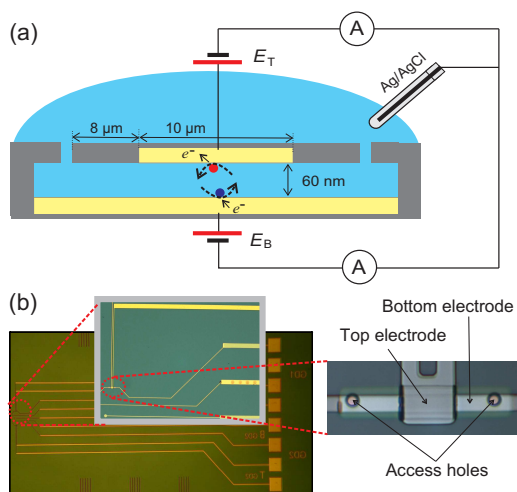 (a)
A
E_T
Ag/AgCl
8 µm
10 µm
e⁻
60 nm
e⁻
E_B
A
(b)
Bottom electrode
Top electrode
Access holes
B
T